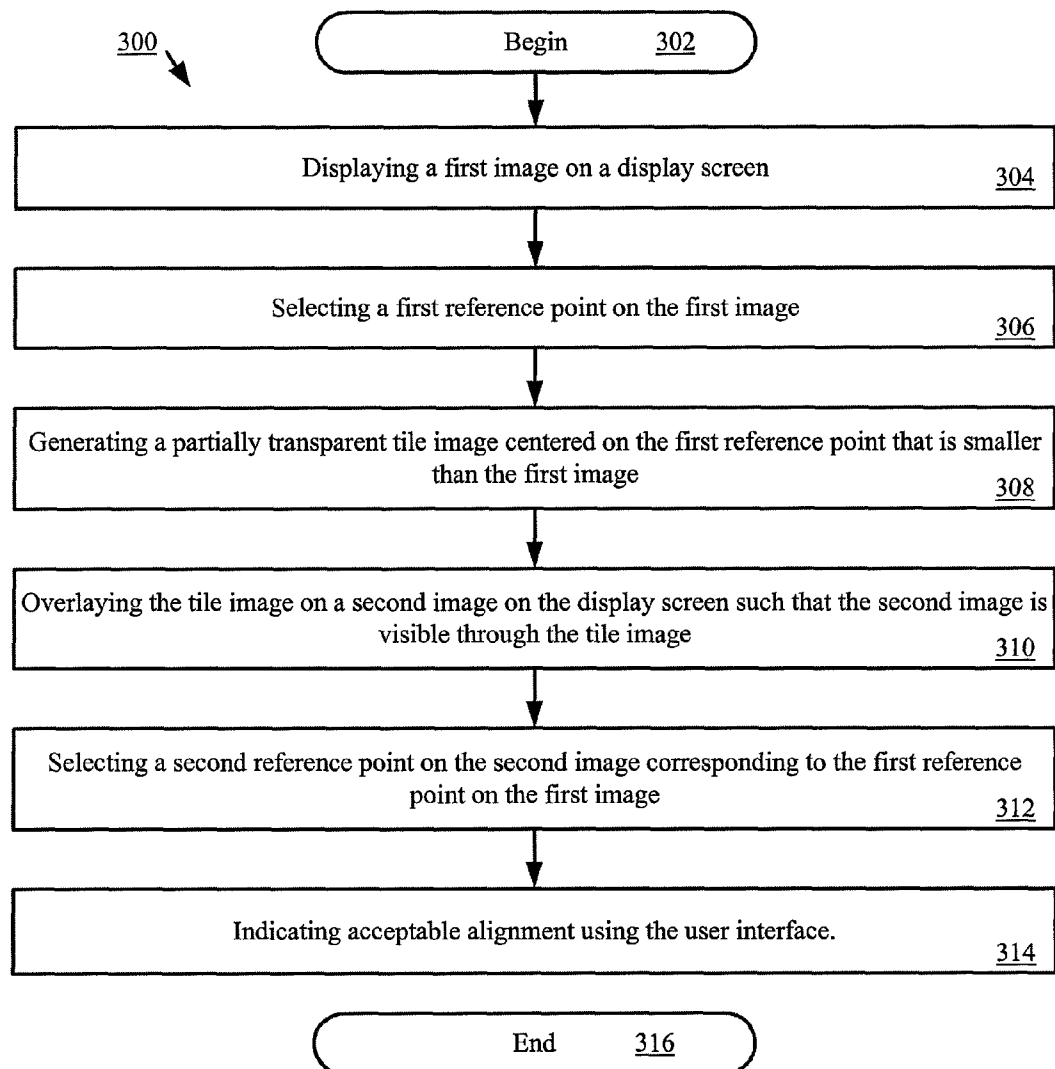 300
Begin 302
Displaying a first image on a display screen
304
Selecting a first reference point on the first image
306
Generating a partially transparent tile image centered on the first reference point that is smaller
than the first image
308
Overlaying the tile image on a second image on the display screen such that the second image is
visible through the tile image
310
Selecting a second reference point on the second image corresponding to the first reference
point on the first image
312
Indicating acceptable alignment using the user interface.
314
End 316